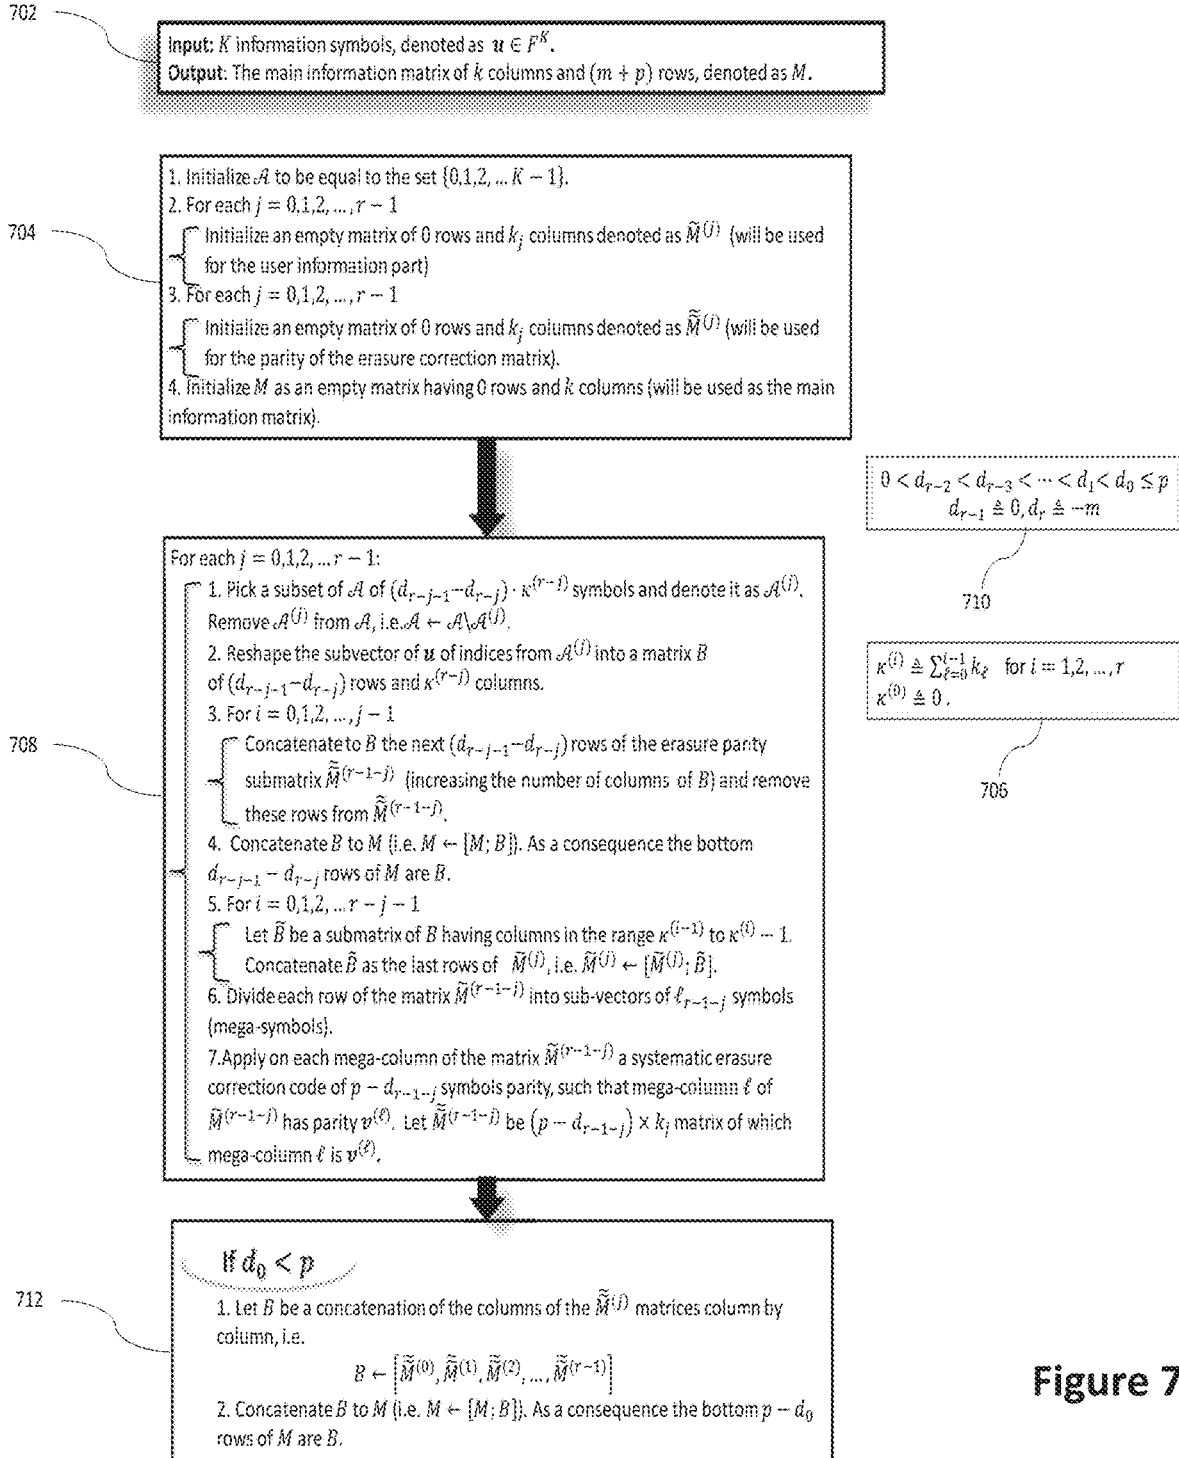 702
Input: K information symbols, denoted as u ∈ F^K.
Output: The main information matrix of k columns and (m + p) rows, denoted as M.
704
1. Initialize 𝒜 to be equal to the set {0,1,2, … K − 1}.
2. For each j = 0,1,2, …, r − 1
Initialize an empty matrix of 0 rows and k_j columns denoted as M̃^(j) (will be used
for the user information part)
3. For each j = 0,1,2, …, r − 1
Initialize an empty matrix of 0 rows and k_j columns denoted as M̃̃^(j) (will be used
for the parity of the erasure correction matrix).
4. Initialize M as an empty matrix having 0 rows and k columns (will be used as the main
information matrix).
0 < d_{r−2} < d_{r−3} < ⋯ < d_1 < d_0 ≤ p
d_{r−1} ≜ 0, d_r ≜ −m
710
κ^(i) ≜ ∑_{ℓ=0}^{i−1} k_ℓ for i = 1,2, …, r
κ^(0) ≜ 0 .
706
708
For each j = 0,1,2, … r − 1:
1. Pick a subset of 𝒜 of (d_{r−j−1}−d_{r−j}) · κ^(r−j) symbols and denote it as 𝒜^(j).
Remove 𝒜^(j) from 𝒜, i.e. 𝒜 ← 𝒜\𝒜^(j).
2. Reshape the subvector of u of indices from 𝒜^(j) into a matrix B
of (d_{r−j−1}−d_{r−j}) rows and κ^(r−j) columns.
3. For i = 0,1,2, …, j − 1
Concatenate to B the next (d_{r−j−1}−d_{r−j}) rows of the erasure parity
submatrix M̃̃^(r−1−j) (increasing the number of columns of B) and remove
these rows from M̃̃^(r−1−j).
4. Concatenate B to M (i.e. M ← [M; B]). As a consequence the bottom
d_{r−j−1} − d_{r−j} rows of M are B.
5. For i = 0,1,2, … r − j − 1
Let B̃ be a submatrix of B having columns in the range κ^(i−1) to κ^(i) − 1.
Concatenate B̃ as the last rows of M̃^(j), i.e. M̃^(j) ← [M̃^(j); B̃].
6. Divide each row of the matrix M̃^(r−1−j) into sub-vectors of ℓ_{r−1−j} symbols
(mega-symbols).
7.Apply on each mega-column of the matrix M̃^(r−1−j) a systematic erasure
correction code of p − d_{r−1−j} symbols parity, such that mega-column ℓ of
M̃^(r−1−j) has parity v^(ℓ). Let M̃̃^(r−1−j) be (p − d_{r−1−j}) × k_j matrix of which
mega-column ℓ is v^(ℓ).
712
If d_0 < p
1. Let B be a concatenation of the columns of the M̃̃^(j) matrices column by
column, i.e.
B ← [M̃̃^(0), M̃̃^(1), M̃̃^(2), …, M̃̃^(r−1)]
2. Concatenate B to M (i.e. M ← [M; B]). As a consequence the bottom p − d_0
rows of M are B.
Figure 7